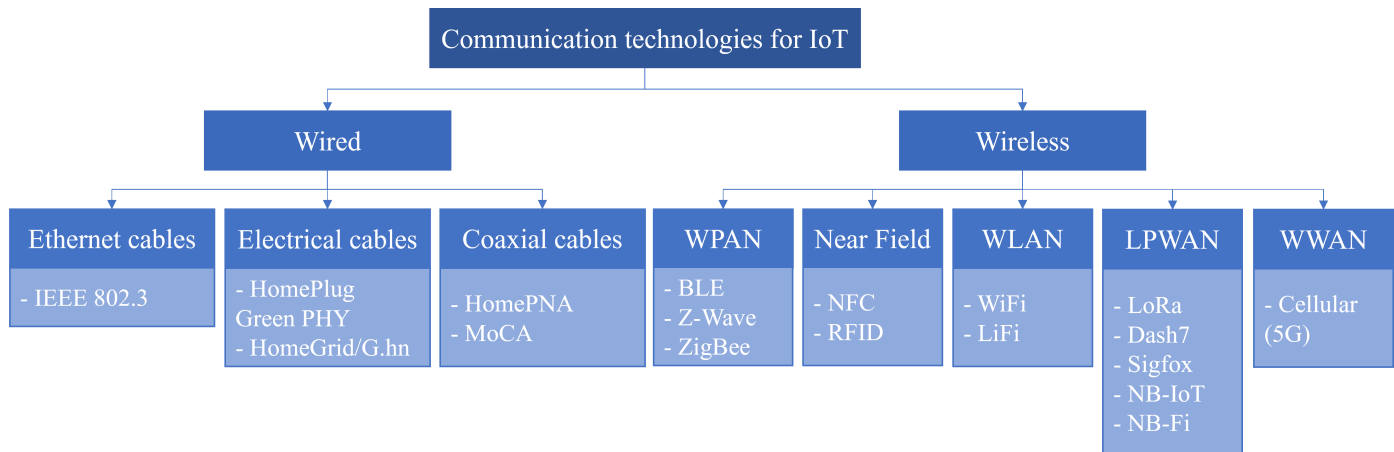 Communication technologies for IoT
Wired
Wireless
Ethernet cables
- IEEE 802.3
Electrical cables
- HomePlug
Green PHY
- HomeGrid/G.hn
Coaxial cables
- HomePNA
- MoCA
WPAN
- BLE
- Z-Wave
- ZigBee
Near Field
- NFC
- RFID
WLAN
- WiFi
- LiFi
LPWAN
- LoRa
- Dash7
- Sigfox
- NB-IoT
- NB-Fi
WWAN
- Cellular
(5G)